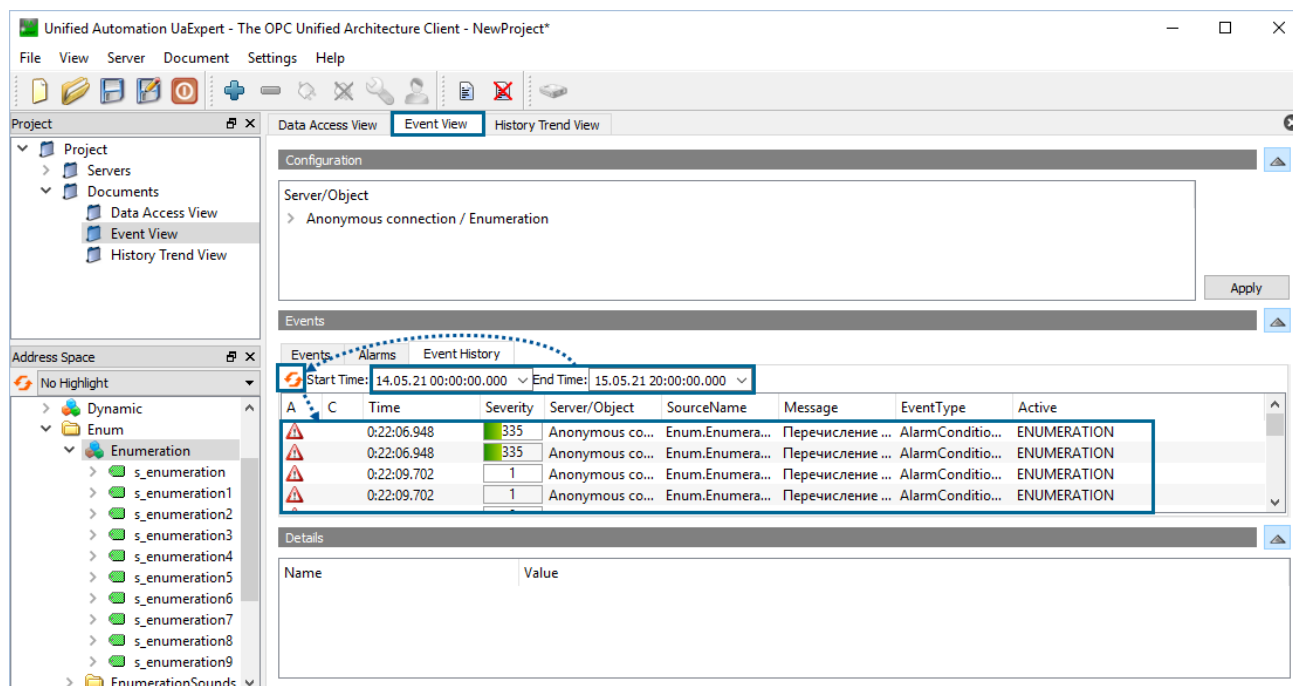 Unified Automation UaExpert - The OPC Unified Architecture Client - NewProject*
File View Server Document Settings Help
Project
Project
Servers
Documents
Data Access View
Event View
History Trend View
Address Space
No Highlight
Dynamic
Enum
Enumeration
s_enumeration
s_enumeration1
s_enumeration2
s_enumeration3
s_enumeration4
s_enumeration5
s_enumeration6
s_enumeration7
s_enumeration8
s_enumeration9
EnumerationSounds
Data Access View Event View History Trend View
Configuration
Server/Object
Anonymous connection / Enumeration
Apply
Events
Events Alarms Event History
Start Time: 14.05.21 00:00:00.000 End Time: 15.05.21 20:00:00.000
A C Time Severity Server/Object SourceName Message EventType Active
0:22:06.948 335 Anonymous co... Enum.Enumera... Перечисление ... AlarmConditio... ENUMERATION
0:22:06.948 335 Anonymous co... Enum.Enumera... Перечисление ... AlarmConditio... ENUMERATION
0:22:09.702 1 Anonymous co... Enum.Enumera... Перечисление ... AlarmConditio... ENUMERATION
0:22:09.702 1 Anonymous co... Enum.Enumera... Перечисление ... AlarmConditio... ENUMERATION
Details
Name Value